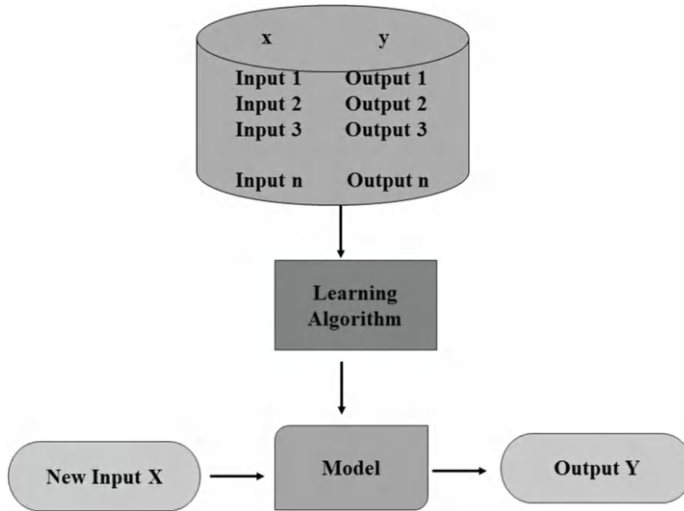 x y
Input 1 Output 1
Input 2 Output 2
Input 3 Output 3
Input n Output n
Learning
Algorithm
New Input X
Model
Output Y